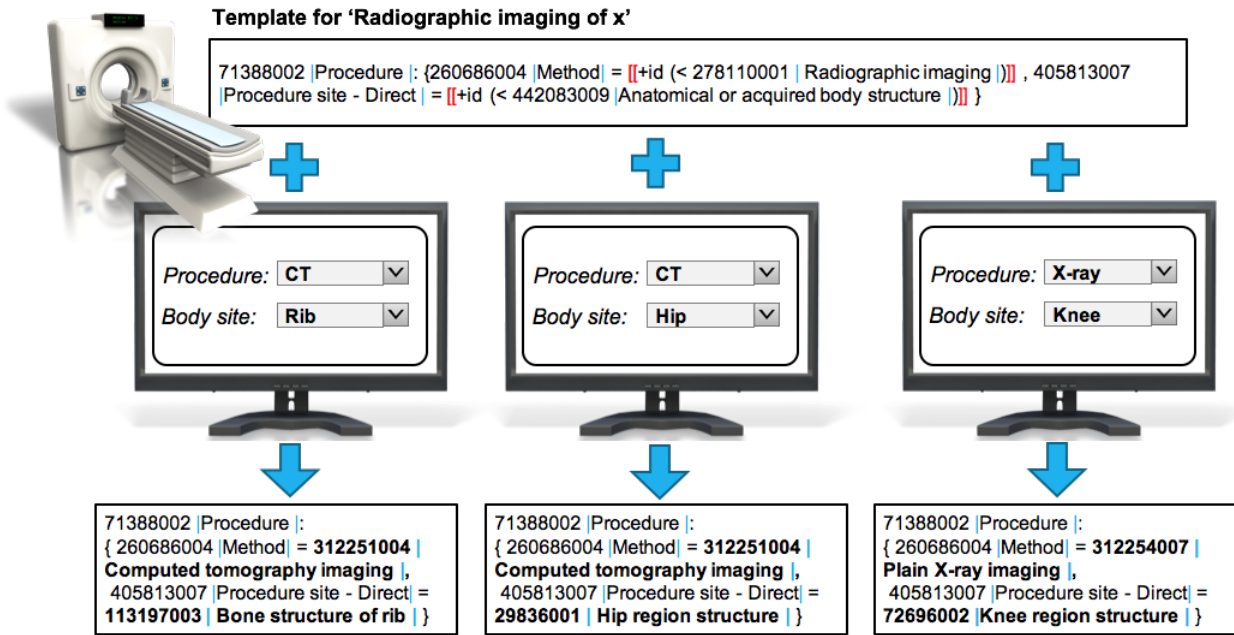 Template for ‘Radiographic imaging of x’
71388002 |Procedure |: {260686004 |Method| = [[+id (< 278110001 | Radiographic imaging |)]] , 405813007
|Procedure site - Direct | = [[+id (< 442083009 |Anatomical or acquired body structure |)]] }
Procedure: CT
Body site: Rib
Procedure: CT
Body site: Hip
Procedure: X-ray
Body site: Knee
71388002 |Procedure |:
{ 260686004 |Method| = 312251004 |
Computed tomography imaging |,
405813007 |Procedure site - Direct| =
113197003 | Bone structure of rib | }
71388002 |Procedure |:
{ 260686004 |Method| = 312251004 |
Computed tomography imaging |,
405813007 |Procedure site - Direct| =
29836001 | Hip region structure | }
71388002 |Procedure |:
{ 260686004 |Method| = 312254007 |
Plain X-ray imaging |,
405813007 |Procedure site - Direct| =
72696002 |Knee region structure | }